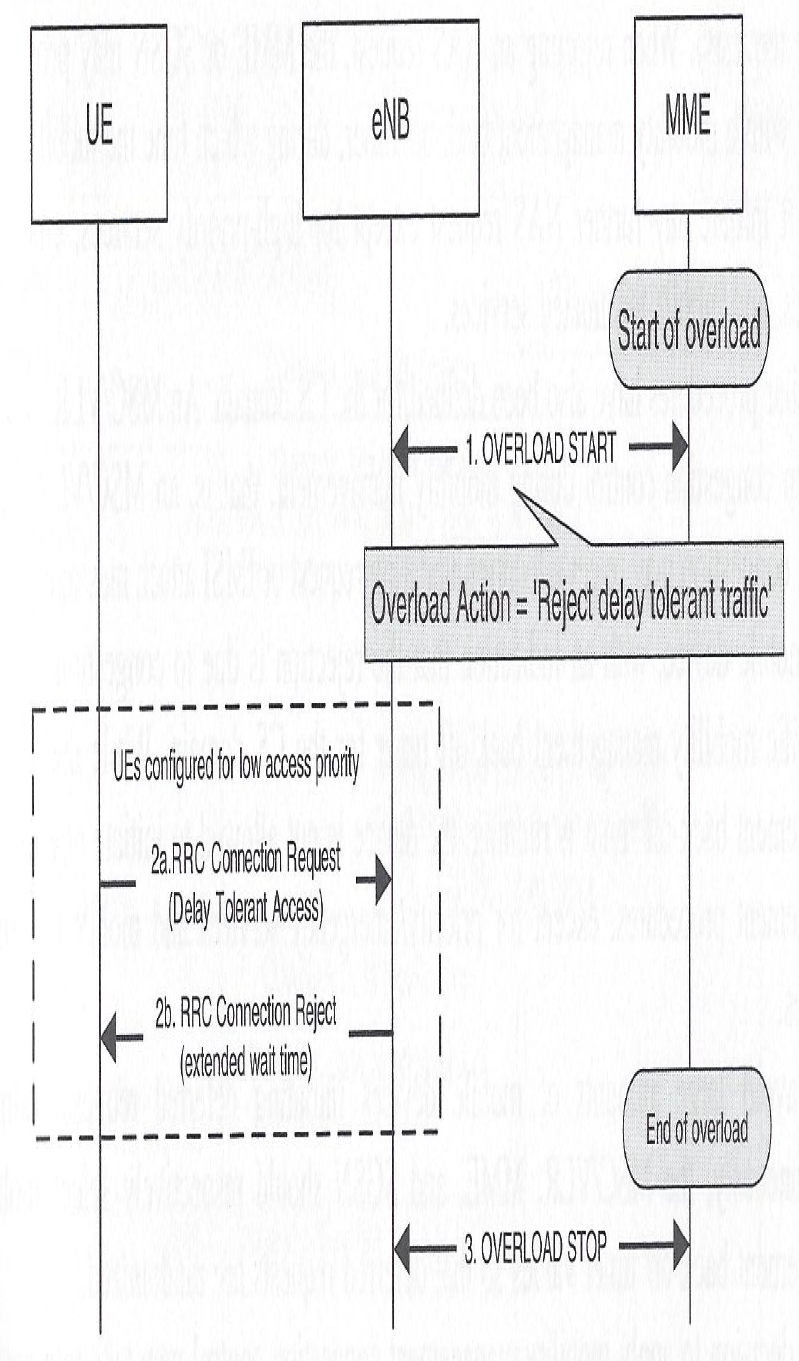 UE
eNB
MME
Start of overload
1. OVERLOAD START
Overload Action = 'Reject delay tolerant traffic'
UEs configured for low access priority
2a.RRC Connection Request
(Delay Tolerant Access)
2b. RRC Connection Reject
(extended wait time)
End of overload
3. OVERLOAD STOP